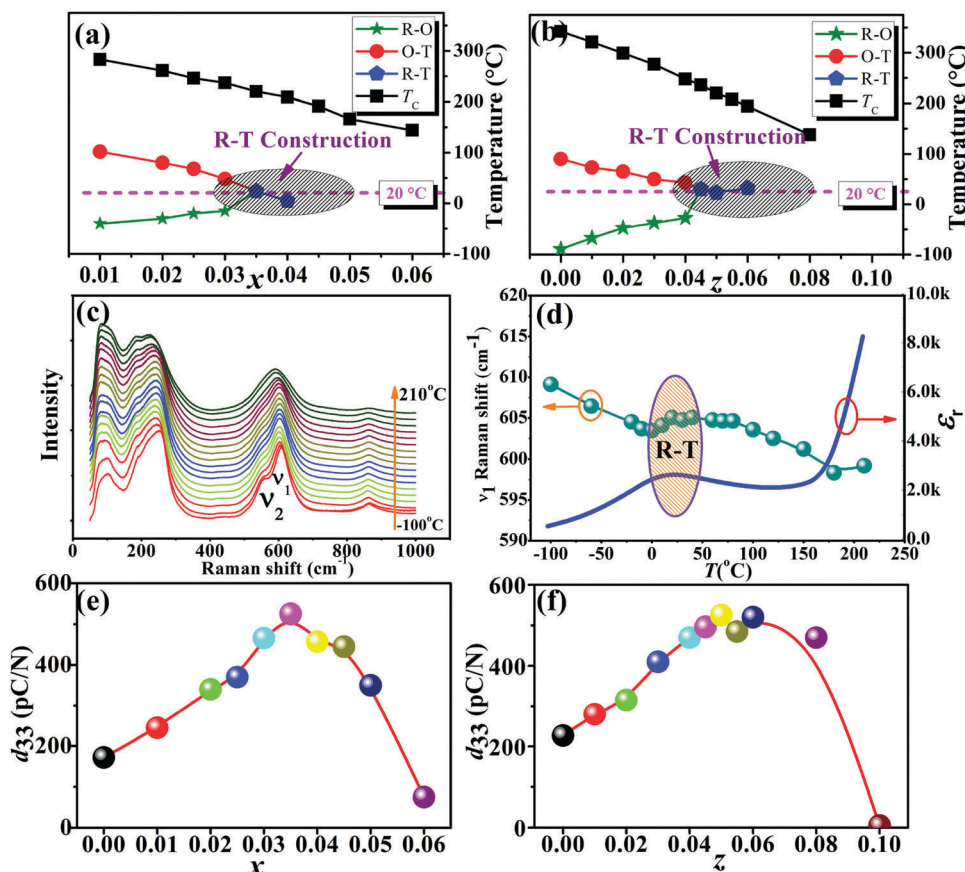 (a)
R-O
O-T
R-T
TC
R-T Construction
20 °C
300
200
100
0
-100
Temperature (°C)
0.01 0.02 0.03 0.04 0.05 0.06
x
(b)
R-O
O-T
R-T
TC
R-T Construction
20 °C
300
200
100
0
-100
Temperature (°C)
0.00 0.02 0.04 0.06 0.08 0.10
z
(c)
Intensity
210°C
-100°C
ν1
ν2
0 200 400 600 800 1000
Raman shift (cm-1)
(d)
ν1 Raman shift (cm-1)
620
615
610
605
600
595
590
R-T
10.0k
8.0k
6.0k
4.0k
2.0k
0.0
εr
-100 -50 0 50 100 150 200 250
T(°C)
(e)
d33 (pC/N)
600
400
200
0
0.00 0.01 0.02 0.03 0.04 0.05 0.06
x
(f)
d33 (pC/N)
600
400
200
0
0.00 0.02 0.04 0.06 0.08 0.10
z